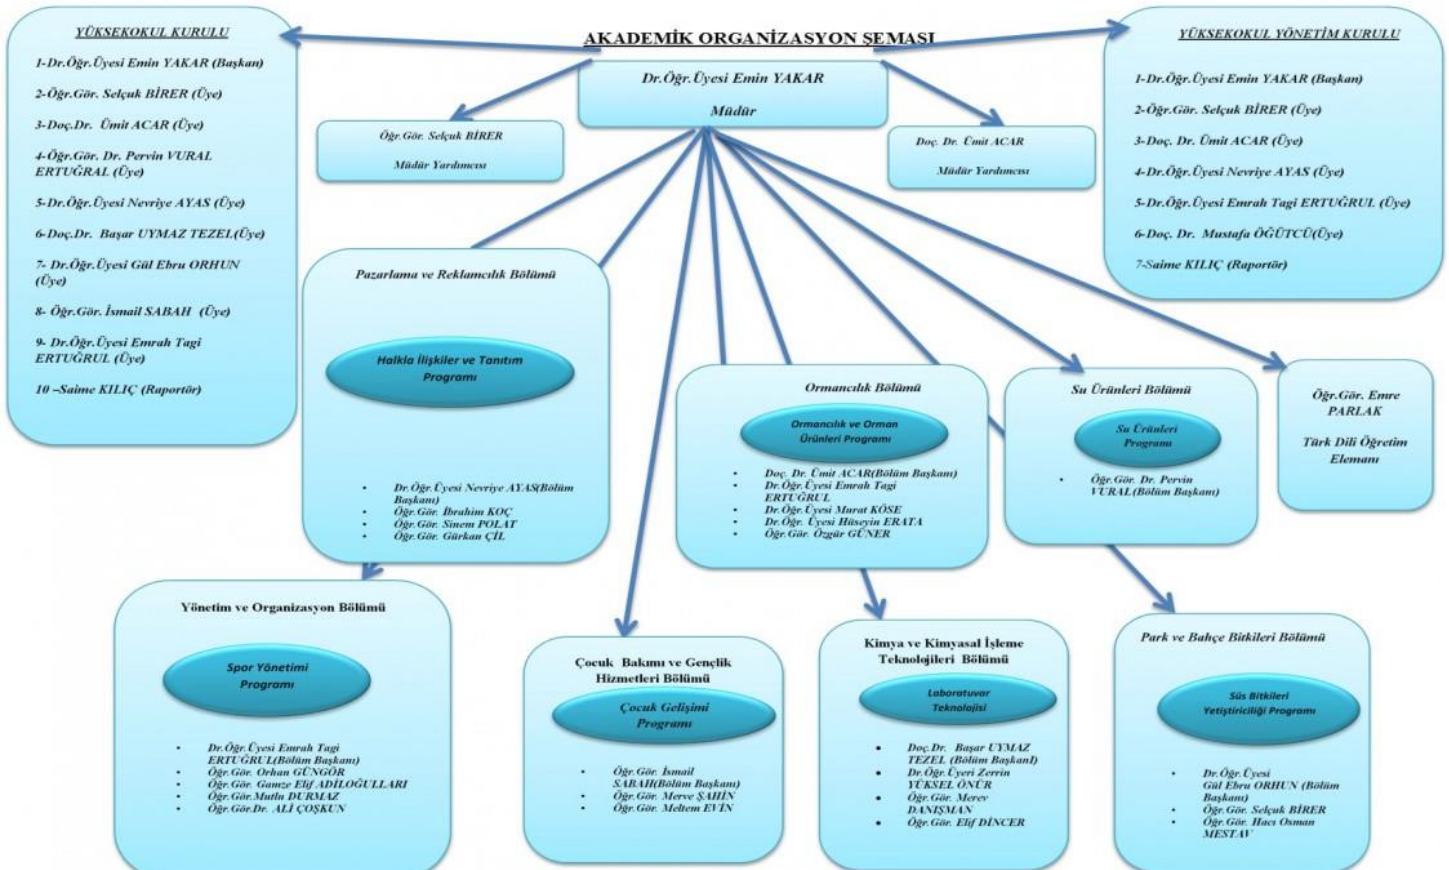 AKADEMİK ORGANİZASYON ŞEMASI
YÜKSEKOKUL KURULU
1-Dr.Öğr.Üyesi Emin YAKAR (Başkan)
2-Öğr.Gör. Selçuk BİRER (Üye)
3-Doç.Dr. Ümit ACAR (Üye)
4-Öğr.Gör. Dr. Pervin VURAL
ERTUĞRAL (Üye)
5-Dr.Öğr.Üyesi Nevriye AYAS (Üye)
6-Doç.Dr. Başar UYMAZ TEZEL(Üye)
7- Dr.Öğr.Üyesi Gül Ebru ORHUN
(Üye)
8- Öğr.Gör. İsmail SABAH (Üye)
9- Dr.Öğr.Üyesi Emrah Tagi
ERTUĞRUL (Üye)
10 –Saime KILIÇ (Raportör)
Dr.Öğr.Üyesi Emin YAKAR
Müdür
Öğr.Gör. Selçuk BİRER
Müdür Yardımcısı
Doç. Dr. Ümit ACAR
Müdür Yardımcısı
YÜKSEKOKUL YÖNETİM KURULU
1-Dr.Öğr.Üyesi Emin YAKAR (Başkan)
2-Öğr.Gör. Selçuk BİRER (Üye)
3-Doç. Dr. Ümit ACAR (Üye)
4-Dr.Öğr.Üyesi Nevriye AYAS (Üye)
5-Dr.Öğr.Üyesi Emrah Tagi ERTUĞRUL (Üye)
6-Doç. Dr. Mustafa ÖĞÜTCÜ(Üye)
7-Saime KILIÇ (Raportör)
Pazarlama ve Reklamcılık Bölümü
Halkla İlişkiler ve Tanıtım
Programı
• Dr.Öğr.Üyesi Nevriye AYAS(Bölüm
Başkanı)
• Öğr.Gör. İbrahim KOÇ
• Öğr.Gör. Sinem POLAT
• Öğr.Gör. Gürkan ÇİL
Ormancılık Bölümü
Ormancılık ve Orman
Ürünleri Programı
• Doç. Dr. Ümit ACAR(Bölüm Başkanı)
• Dr.Öğr.Üyesi Emrah Tagi
ERTUĞRUL
• Dr.Öğr.Üyesi Murat KÖSE
• Dr.Öğr. Üyesi Hüseyin ERATA
• Öğr.Gör. Özgür GÜNER
Su Ürünleri Bölümü
Su Ürünleri
Programı
• Öğr.Gör. Dr. Pervin
VURAL(Bölüm Başkanı)
Öğr.Gör. Emre
PARLAK
Türk Dili Öğretim
Elemanı
Yönetim ve Organizasyon Bölümü
Spor Yönetimi
Programı
• Dr.Öğr.Üyesi Emrah Tagi
ERTUĞRUL(Bölüm Başkanı)
• Öğr.Gör. Orhan GÜNGÖR
• Öğr.Gör. Gamze Elif ADİLOĞULLARI
• Öğr.Gör.Mutlu DURMAZ
• Öğr.Gör.Dr. ALİ ÇOŞKUN
Çocuk Bakımı ve Gençlik
Hizmetleri Bölümü
Çocuk Gelişimi
Programı
• Öğr.Gör. İsmail
SABAH(Bölüm Başkanı)
• Öğr.Gör. Merve ŞAHİN
• Öğr.Gör. Meltem EVİN
Kimya ve Kimyasal İşleme
Teknolojileri Bölümü
Laboratuvar
Teknolojisi
• Doç.Dr. Başar UYMAZ
TEZEL (Bölüm BaşkanI)
• Dr.Öğr.Üyeri Zerrin
YÜKSEL ÖNÜR
• Öğr.Gör. Merev
DANIŞMAN
• Öğr.Gör. Elif DİNCER
Park ve Bahçe Bitkileri Bölümü
Süs Bitkileri
Yetiştiriciliği Programı
• Dr.Öğr.Üyesi
Gül Ebru ORHUN (Bölüm
Başkanı)
• Öğr.Gör. Selçuk BİRER
• Öğr.Gör. Hacı Osman
MESTAV